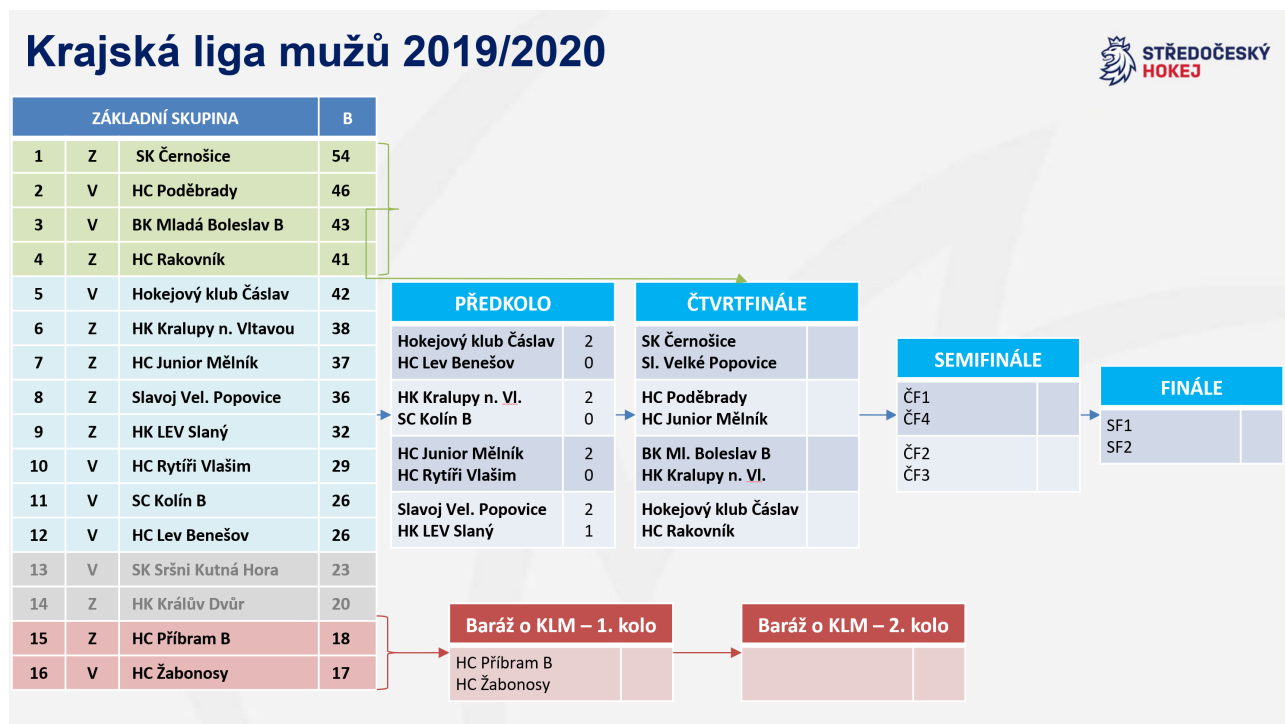 Krajská liga mužů 2019/2020
STŘEDOČESKÝ
HOKEJ
ZÁKLADNÍ SKUPINA B
1 Z SK Černošice 54
2 V HC Poděbrady 46
3 V BK Mladá Boleslav B 43
4 Z HC Rakovník 41
5 V Hokejový klub Čáslav 42
6 Z HK Kralupy n. Vltavou 38
7 Z HC Junior Mělník 37
8 Z Slavoj Vel. Popovice 36
9 Z HK LEV Slaný 32
10 V HC Rytíři Vlašim 29
11 V SC Kolín B 26
12 V HC Lev Benešov 26
13 V SK Sršni Kutná Hora 23
14 Z HK Králův Dvůr 20
15 Z HC Příbram B 18
16 V HC Žabonosy 17
PŘEDKOLO
Hokejový klub Čáslav 2
HC Lev Benešov 0
HK Kralupy n. Vl. 2
SC Kolín B 0
HC Junior Mělník 2
HC Rytíři Vlašim 0
Slavoj Vel. Popovice 2
HK LEV Slaný 1
ČTVRTFINÁLE
SK Černošice
Sl. Velké Popovice
HC Poděbrady
HC Junior Mělník
BK Ml. Boleslav B
HK Kralupy n. Vl.
Hokejový klub Čáslav
HC Rakovník
SEMIFINÁLE
ČF1
ČF4
ČF2
ČF3
FINÁLE
SF1
SF2
Baráž o KLM – 1. kolo
HC Příbram B
HC Žabonosy
Baráž o KLM – 2. kolo